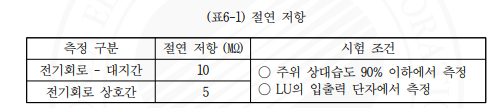 (표6-1) 절연 저항
측정 구분 절연 저항(MΩ) 시험 조건
전기회로 - 대지간 10 ○ 주위 상대습도 90% 이하에서 측정
전기회로 상호간 5 ○ LU의 입출력 단자에서 측정